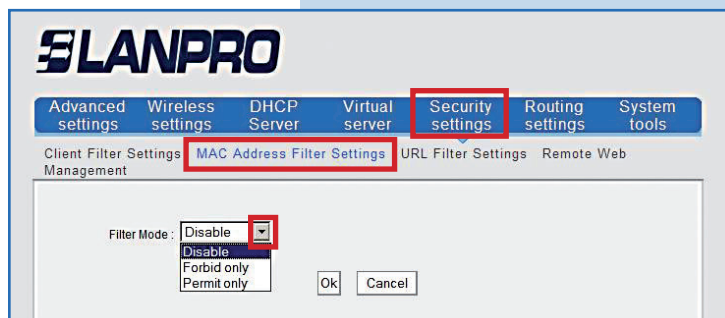 LANPRO
Advanced settings Wireless settings DHCP Server Virtual server Security settings Routing settings System tools
Client Filter Settings MAC Address Filter Settings URL Filter Settings Remote Web
Management
Filter Mode : Disable
Disable
Forbid only
Permit only
Ok Cancel